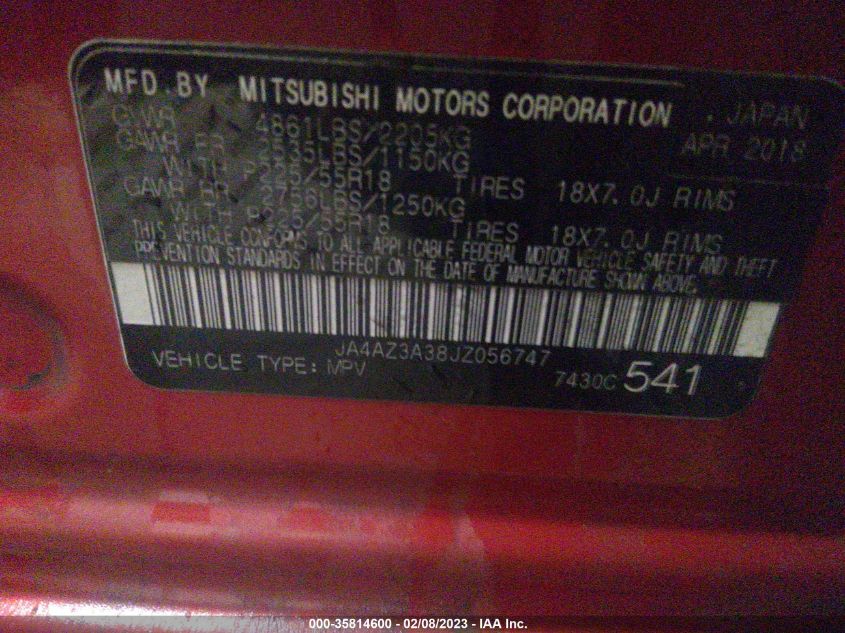 MFD. BY MITSUBISHI MOTORS CORPORATION , JAPAN
GVWR 4861LBS/2205KG APR 2018
GAWR FR 2535LBS/1150KG
WITH P225/55R18 TIRES 18X7.0J RIMS
GAWR RR 2756LBS/1250KG
WITH P225/55R18 TIRES 18X7.0J RIMS
THIS VEHICLE CONFORMS TO ALL APPLICABLE FEDERAL MOTOR VEHICLE SAFETY AND THEFT
PREVENTION STANDARDS IN EFFECT ON THE DATE OF MANUFACTURE SHOWN ABOVE.
JA4AZ3A38JZ056747
VEHICLE TYPE: MPV 7430C 541
000-35814600 - 02/08/2023 - IAA Inc.